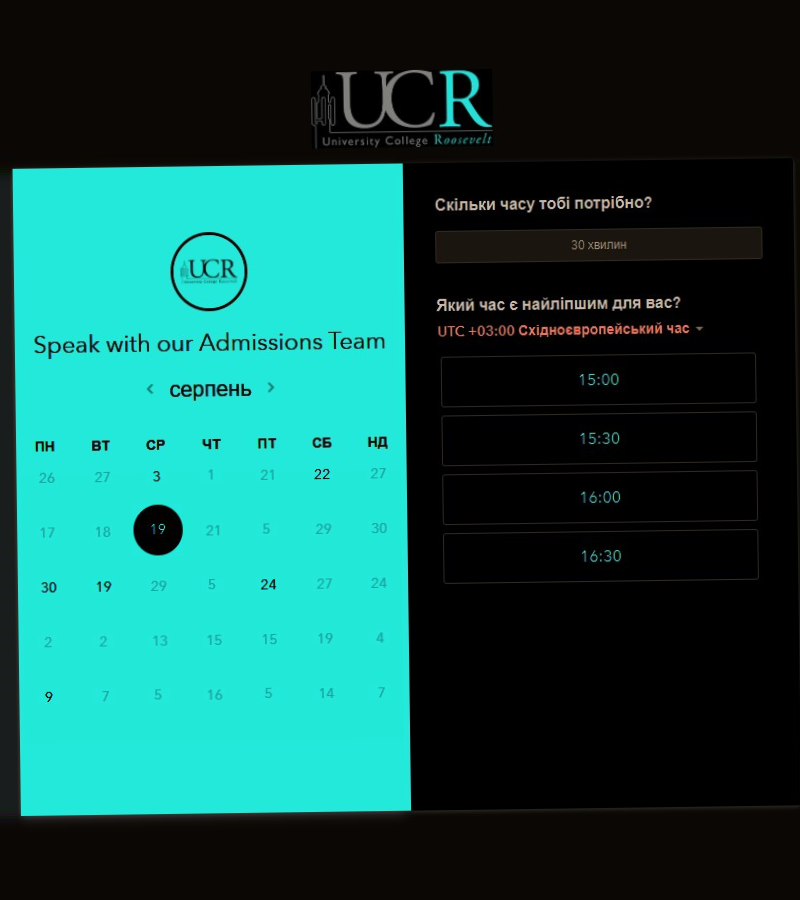 UCR
University College Roosevelt
UCR
University College Roosevelt
Speak with our Admissions Team
серпень
ПН ВТ СР ЧТ ПТ СБ НД
26 27 3 1 21 22 27
17 18 19 21 5 29 30
30 19 29 5 24 27 24
2 2 13 15 15 19 4
9 7 5 16 5 14 7
Скільки часу тобі потрібно?
30 хвилин
Який час є найліпшим для вас?
UTC +03:00 Східноєвропейський час
15:00
15:30
16:00
16:30